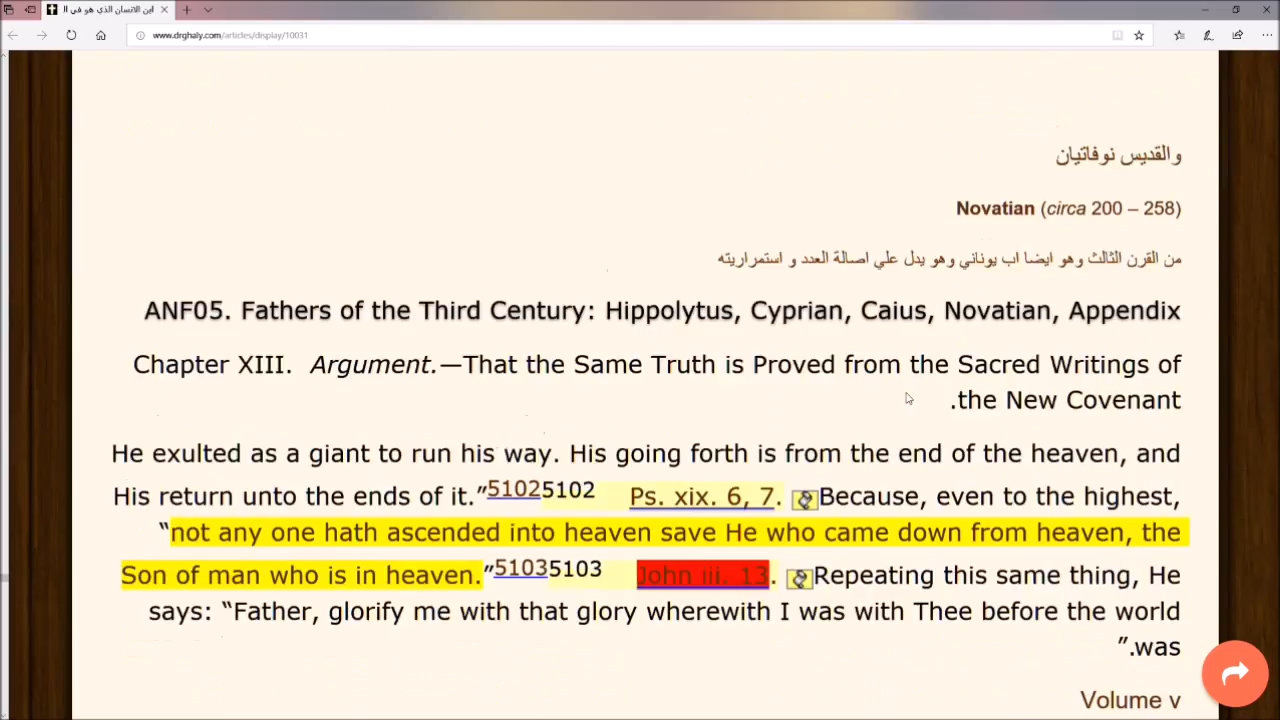 اين الانسان الذي هو في ال
www.drghaly.com/articles/display/10031
والقديس نوفاتيان
Novatian (circa 200 – 258)
من القرن الثالث وهو ايضا اب يوناني وهو يدل علي اصالة العدد و استمراريته
ANF05. Fathers of the Third Century: Hippolytus, Cyprian, Caius, Novatian, Appendix
Chapter XIII. Argument.—That the Same Truth is Proved from the Sacred Writings of
the New Covenant.
He exulted as a giant to run his way. His going forth is from the end of the heaven, and
His return unto the ends of it.”51025102 Ps. xix. 6, 7. Because, even to the highest,
“not any one hath ascended into heaven save He who came down from heaven, the
Son of man who is in heaven.”51035103 John iii. 13. Repeating this same thing, He
says: “Father, glorify me with that glory wherewith I was with Thee before the world
was.”
Volume v